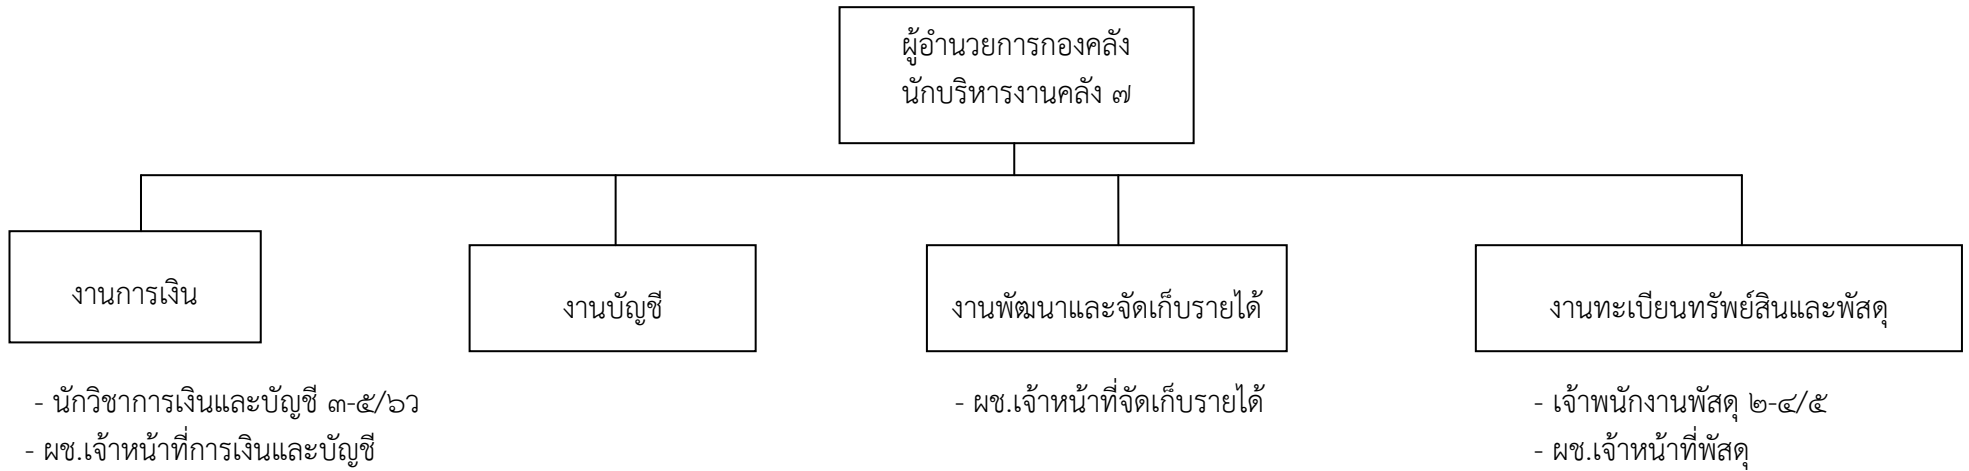 ผู้อำนวยการกองคลัง
นักบริหารงานคลัง ๗
งานการเงิน
งานบัญชี
งานพัฒนาและจัดเก็บรายได้
งานทะเบียนทรัพย์สินและพัสดุ
- นักวิชาการเงินและบัญชี ๓-๕/๖ว
- ผช.เจ้าหน้าที่การเงินและบัญชี
- ผช.เจ้าหน้าที่จัดเก็บรายได้
- เจ้าพนักงานพัสดุ ๒-๔/๕
- ผช.เจ้าหน้าที่พัสดุ